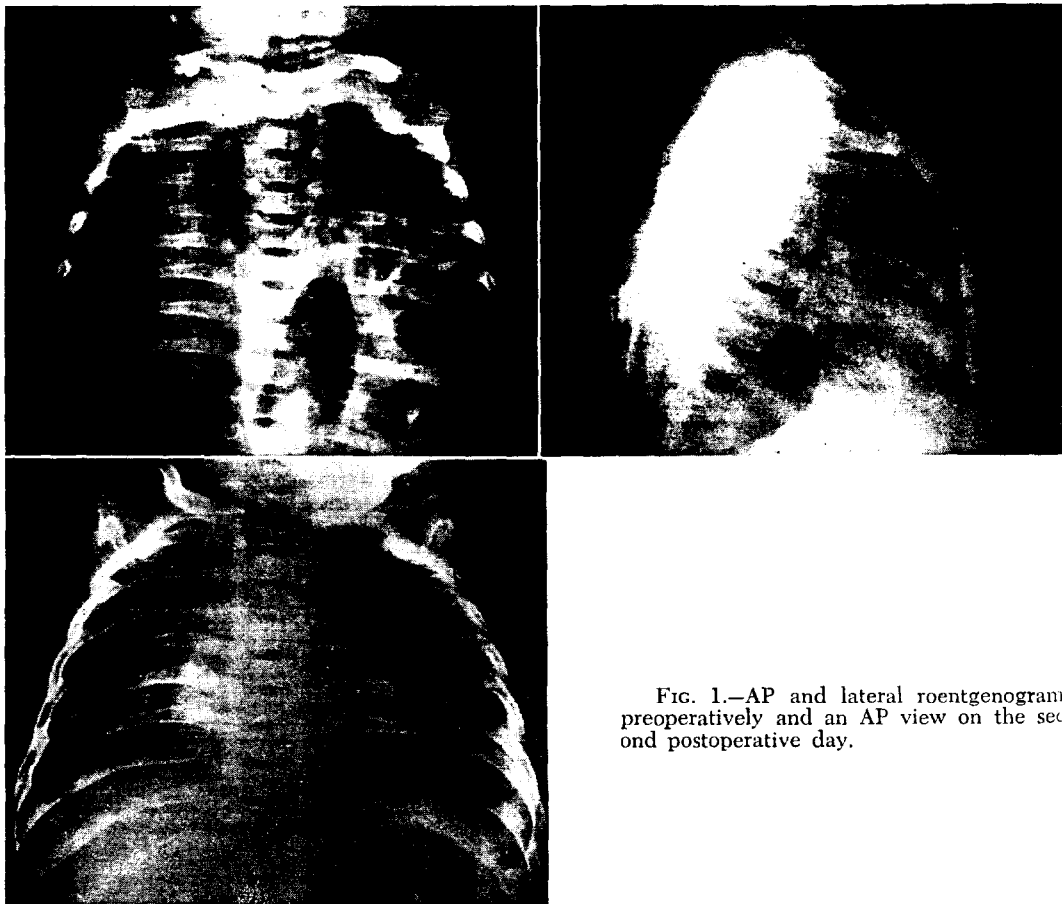 FIG. 1.—AP and lateral roentgenogram
preoperatively and an AP view on the sec
ond postoperative day.